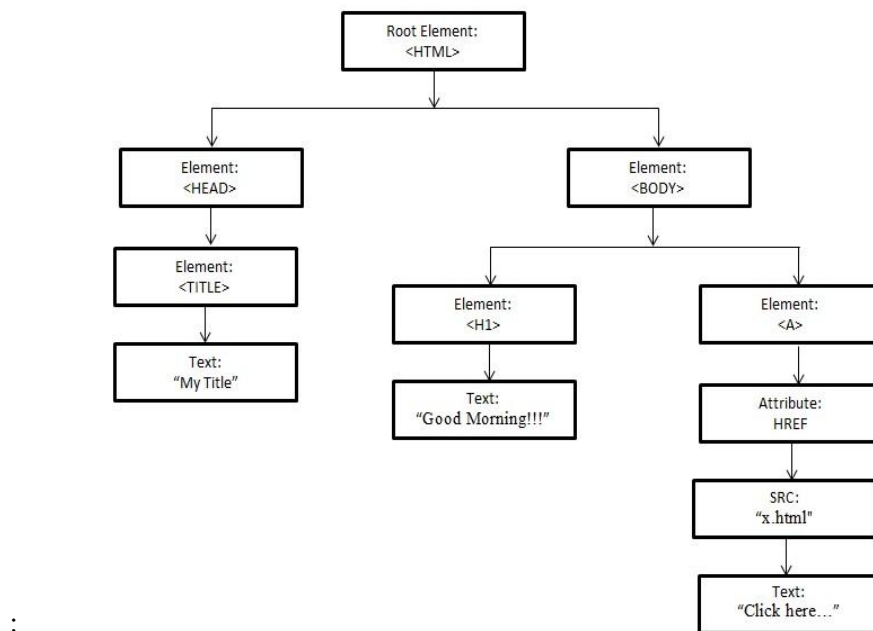 Root Element:
<HTML>
Element:
<HEAD>
Element:
<BODY>
Element:
<TITLE>
Element:
<H1>
Element:
<A>
Text:
“My Title”
Text:
“Good Morning!!!”
Attribute:
HREF
SRC:
“x.html"
Text:
“Click here…”
: